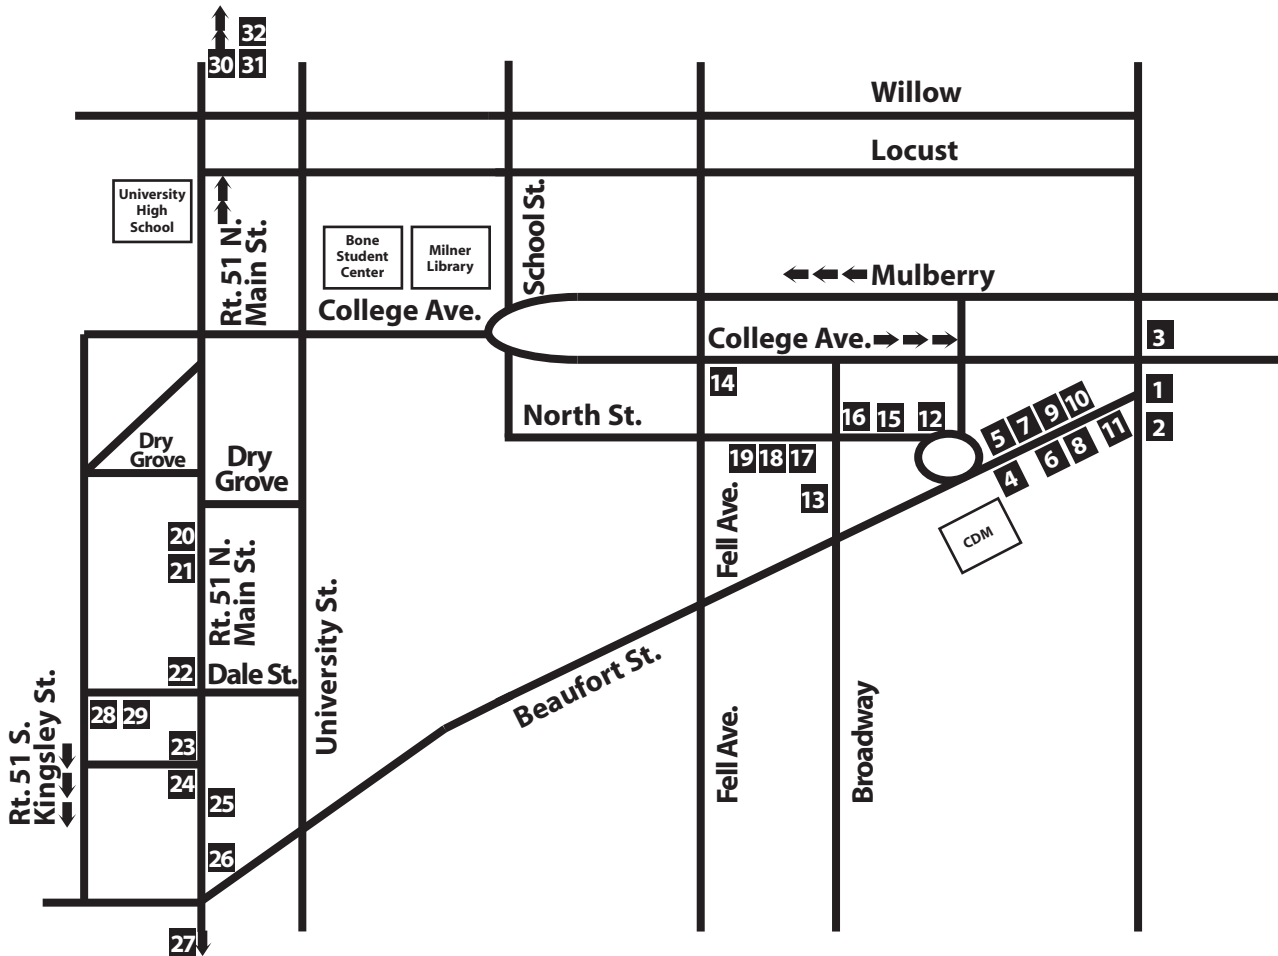 32
30 31
Willow
Locust
University
High
School
Rt. 51 N.
Main St.
Bone
Student
Center
Milner
Library
School St.
Mulberry
College Ave.
College Ave.
3
14
1
North St.
16 15 12
5 7 9 10
2
11
4 6 8
Dry
Grove
Dry
Grove
19 18 17
13
Fell Ave.
CDM
20
21
Rt. 51 N.
Main St.
University St.
22
Dale St.
Beaufort St.
28 29
23
Rt. 51 S.
Kingsley St.
24
25
Fell Ave.
Broadway
26
27